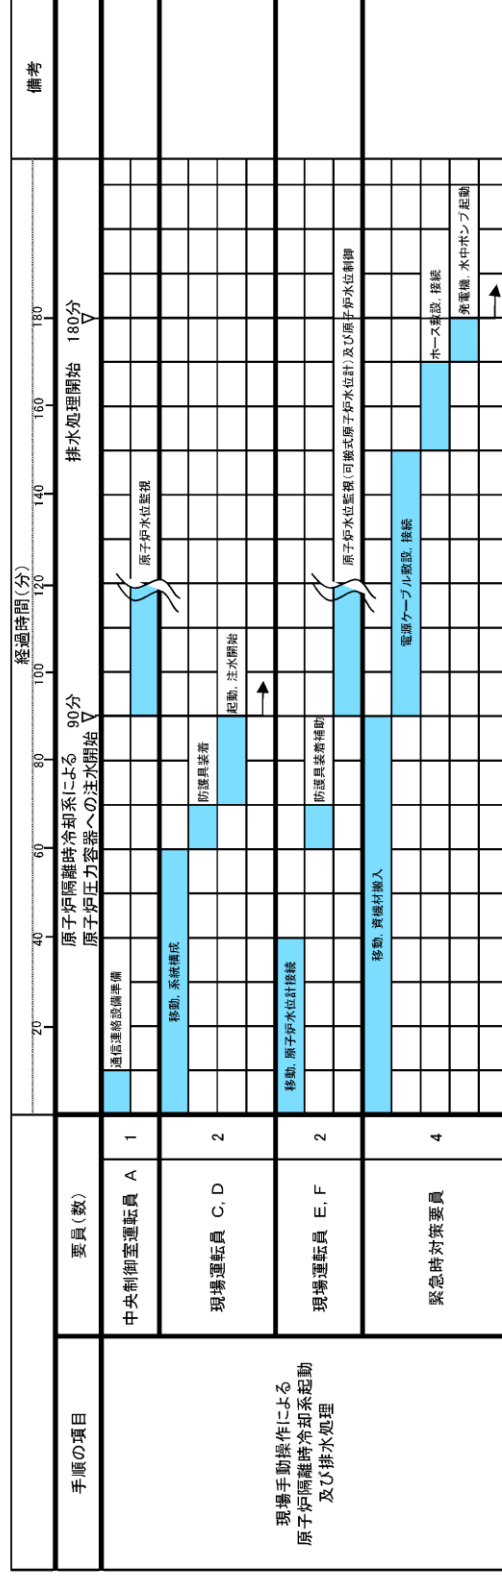 経過時間(分)
備考
20 40 60 80 100 120 140 160 180
手順の項目
要員(数)
原子炉隔離時冷却系による
原子炉圧力容器への注水開始
90分
排水処理開始
180分
▽
▽
現場手動操作による
原子炉隔離時冷却系起動
及び排水処理
中央制御室運転員 A
1
通信連絡設備準備
原子炉水位監視
現場運転員 C, D
2
移動, 系統構成
防護具装着
起動, 注水開始
現場運転員 E, F
2
移動, 原子炉水位計接続
防護具装着補助
原子炉水位監視(可搬式原子炉水位計)及び原子炉水位制御
緊急時対策要員
4
移動, 資機材搬入
電源ケーブル敷設, 接続
ホース敷設, 接続
発電機, 水中ポンプ起動